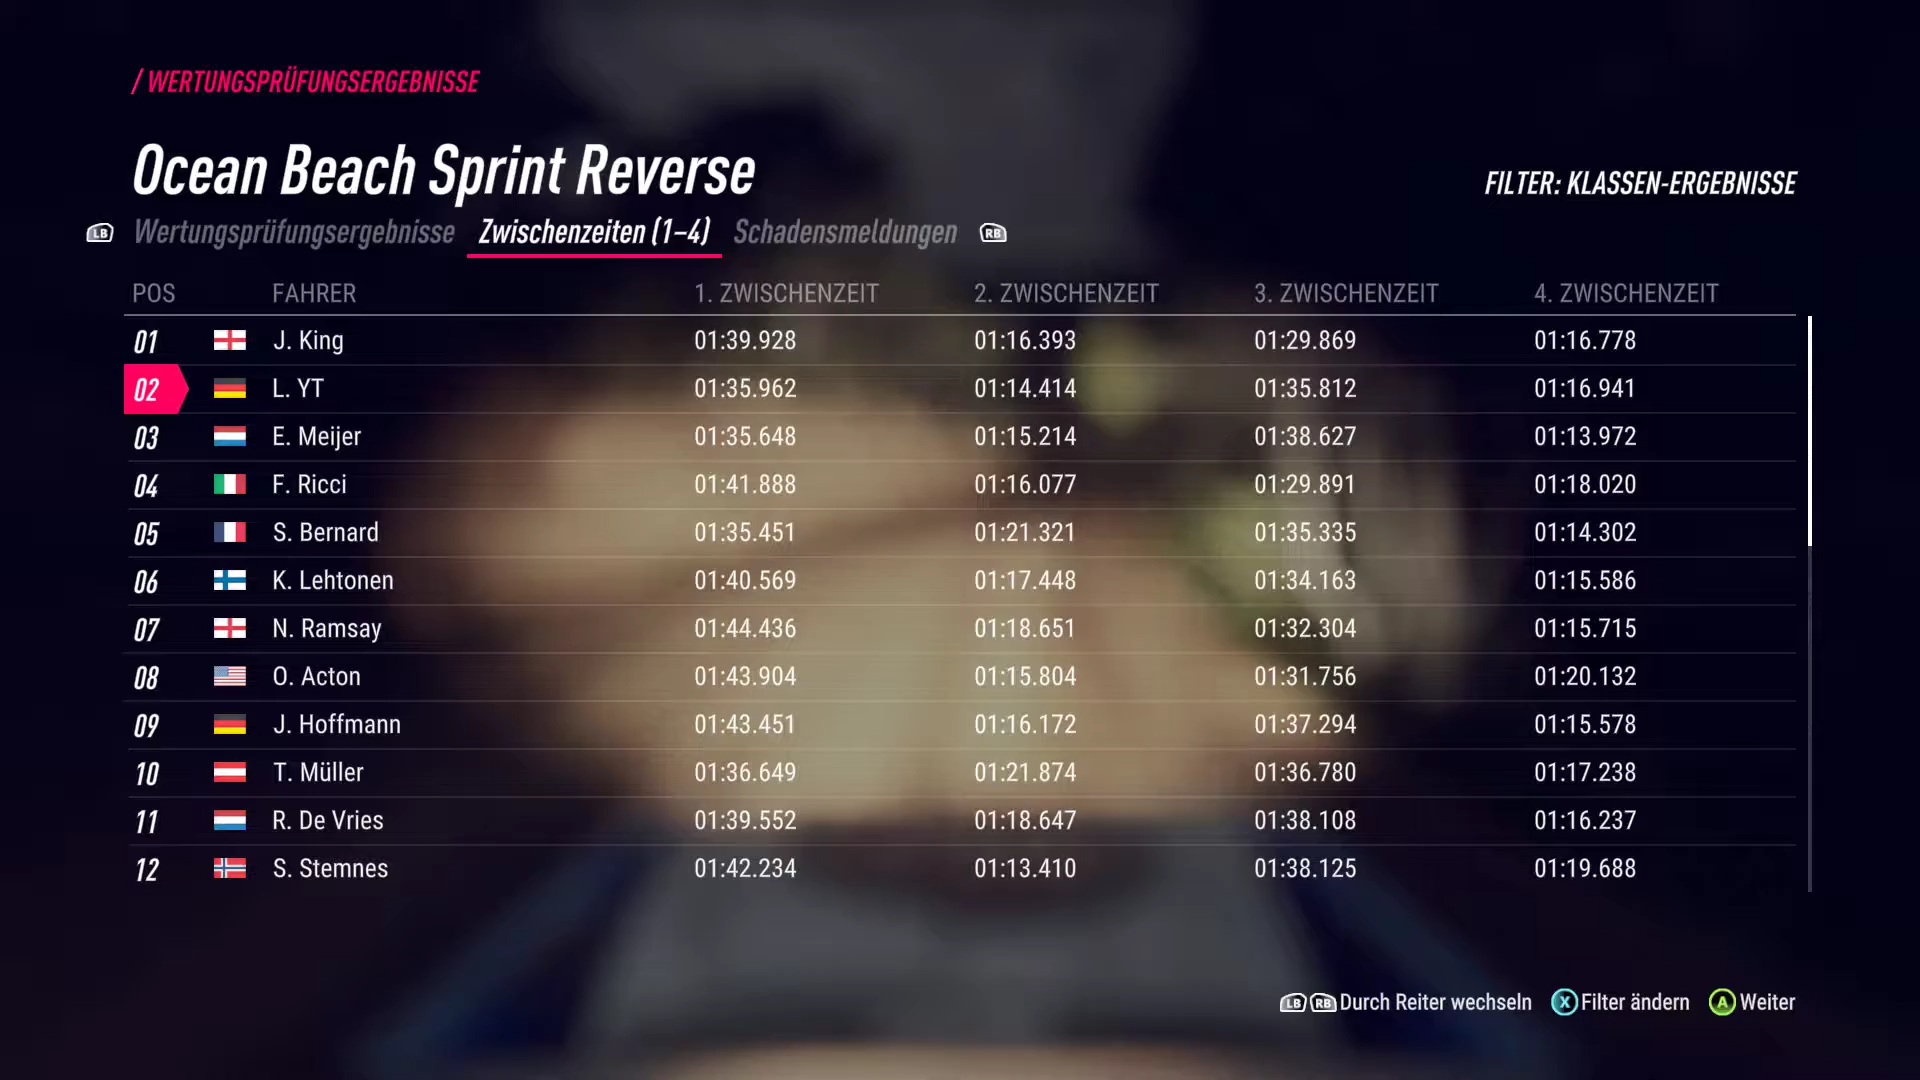 / WERTUNGSPRÜFUNGSERGEBNISSE
Ocean Beach Sprint Reverse
FILTER: KLASSEN-ERGEBNISSE
LB Wertungsprüfungsergebnisse Zwischenzeiten (1–4) Schadensmeldungen RB
POS FAHRER 1. ZWISCHENZEIT 2. ZWISCHENZEIT 3. ZWISCHENZEIT 4. ZWISCHENZEIT
01 J. King 01:39.928 01:16.393 01:29.869 01:16.778
02 L. YT 01:35.962 01:14.414 01:35.812 01:16.941
03 E. Meijer 01:35.648 01:15.214 01:38.627 01:13.972
04 F. Ricci 01:41.888 01:16.077 01:29.891 01:18.020
05 S. Bernard 01:35.451 01:21.321 01:35.335 01:14.302
06 K. Lehtonen 01:40.569 01:17.448 01:34.163 01:15.586
07 N. Ramsay 01:44.436 01:18.651 01:32.304 01:15.715
08 O. Acton 01:43.904 01:15.804 01:31.756 01:20.132
09 J. Hoffmann 01:43.451 01:16.172 01:37.294 01:15.578
10 T. Müller 01:36.649 01:21.874 01:36.780 01:17.238
11 R. De Vries 01:39.552 01:18.647 01:38.108 01:16.237
12 S. Stemnes 01:42.234 01:13.410 01:38.125 01:19.688
LB RB Durch Reiter wechseln X Filter ändern A Weiter